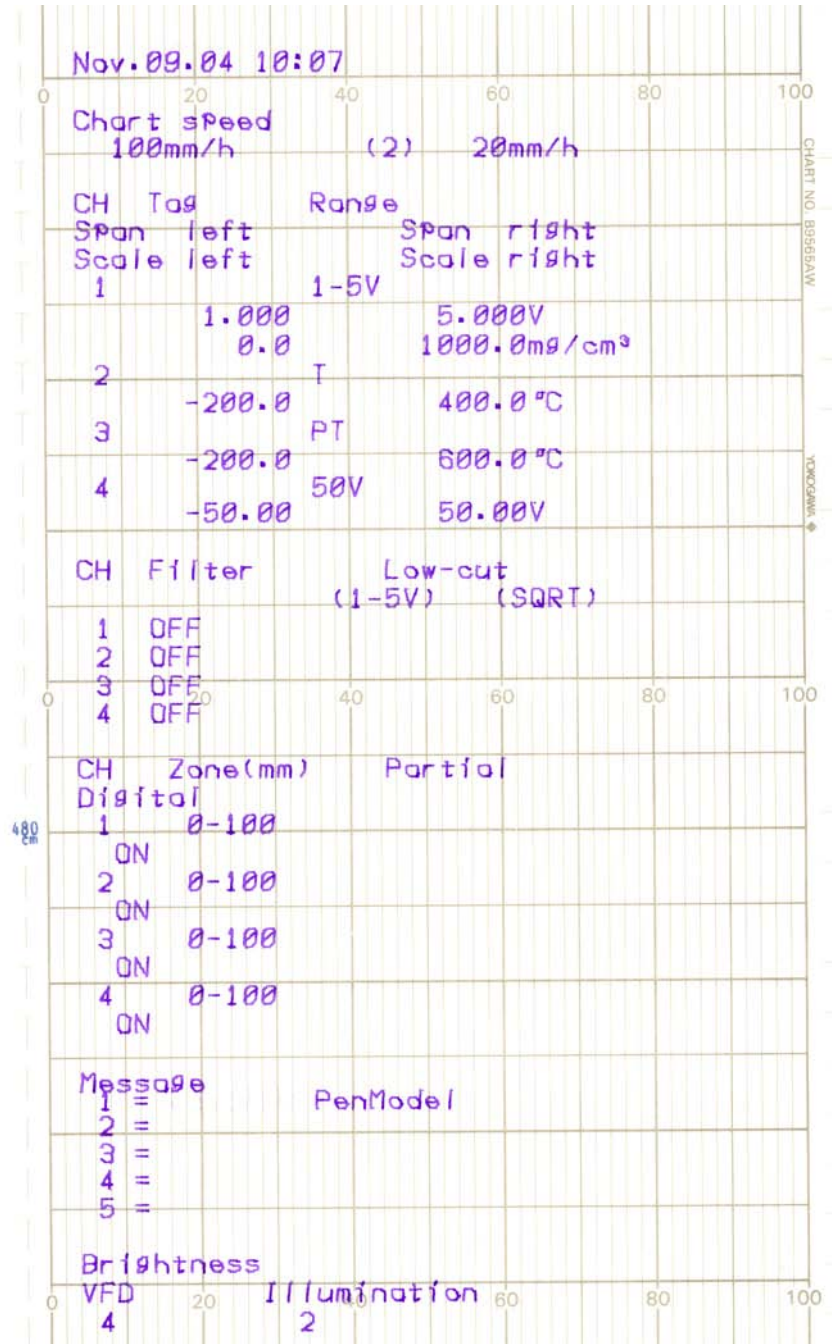 Nov.09.04 10:07
0 20 40 60 80 100
Chart speed
100mm/h (2) 20mm/h
CHART NO. B9565AW
CH Tag Range
Span left Span right
Scale left Scale right
1 1-5V
1.000 5.000V
0.0 1000.0mg/cm³
2 T
-200.0 400.0°C
3 PT
-200.0 600.0°C
4 50V
-50.00 50.00V
YOKOGAWA
CH Filter Low-cut
(1-5V) (SQRT)
1 OFF
2 OFF
3 OFF
0 20 40 60 80 100
4 OFF
CH Zone(mm) Partial
Digital
480 cm
1 0-100
ON
2 0-100
ON
3 0-100
ON
4 0-100
ON
Message
1 = PenModel
2 =
3 =
4 =
5 =
Brightness
VFD Illumination
0 20 40 60 80 100
4 2